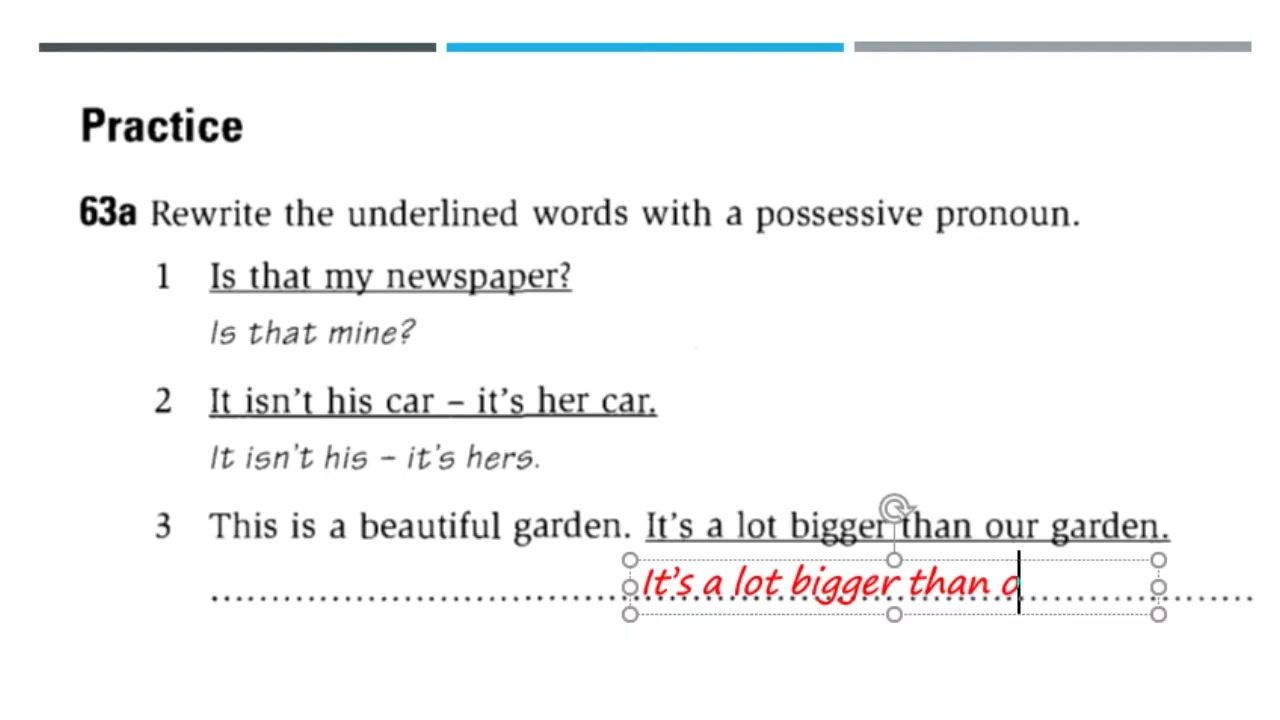 Practice
63a Rewrite the underlined words with a possessive pronoun.
1 Is that my newspaper?
Is that mine?
2 It isn't his car – it's her car.
It isn't his – it's hers.
3 This is a beautiful garden. It's a lot bigger than our garden.
It's a lot bigger than o